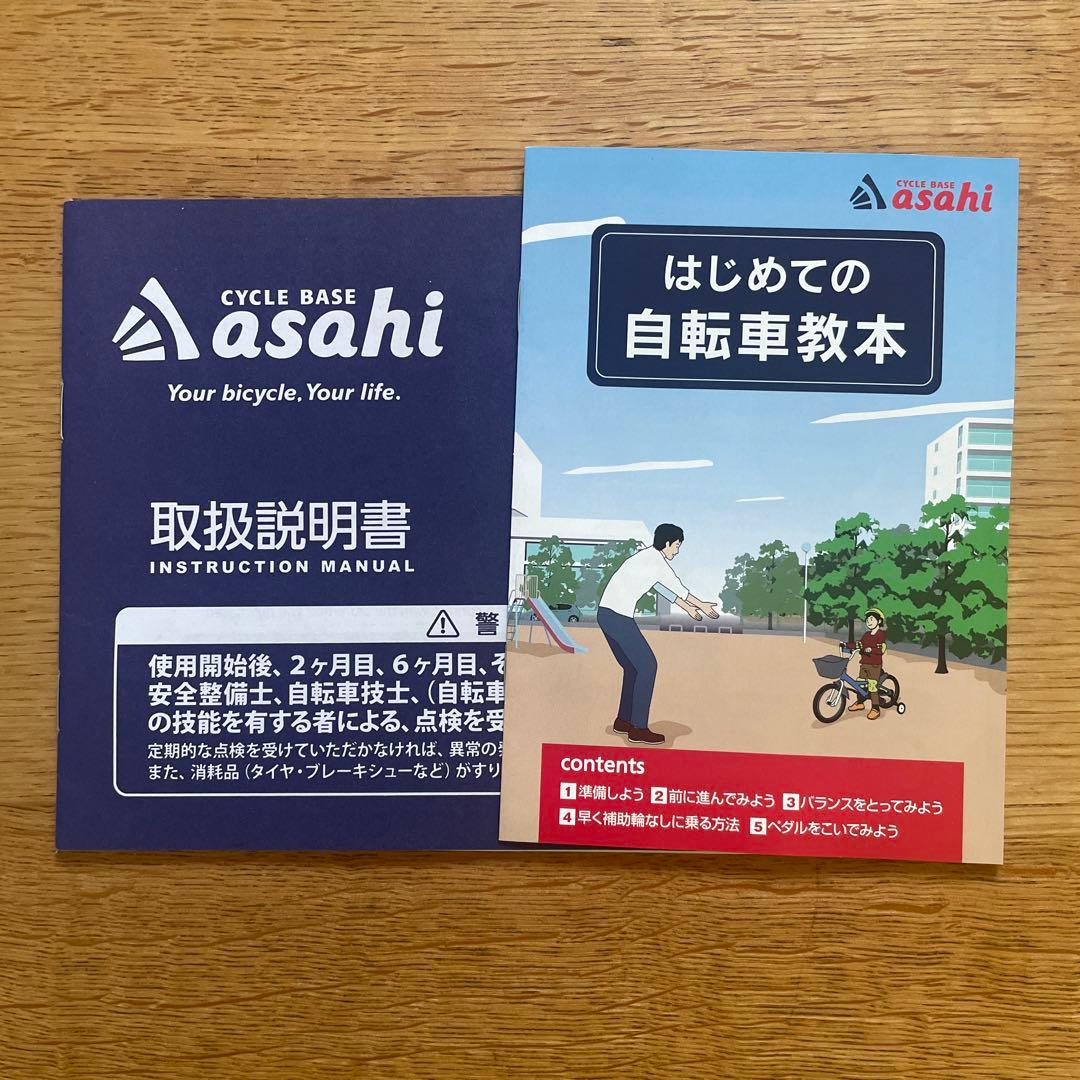 CYCLE BASE
asahi
Your bicycle, Your life.
取扱説明書
INSTRUCTION MANUAL
警
使用開始後、2ヶ月目、6ヶ月目、
安全整備士、自転車技士、(自転車
の技能を有する者による、点検を受
定期的な点検を受けていただかなければ、異常の
また、消耗品(タイヤ・ブレーキシューなど)がすり
CYCLE BASE
asahi
はじめての
自転車教本
contents
1 準備しよう 2 前に進んでみよう 3 バランスをとってみよう
4 早く補助輪なしに乗る方法 5 ペダルをこいでみよう